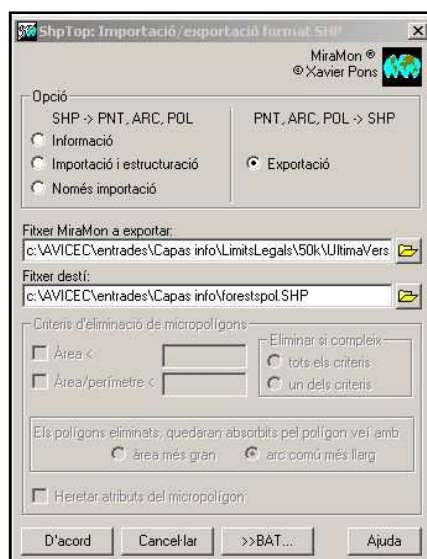 ShpTop: Importació/exportació format SHP
MiraMon ®
© Xavier Pons
Opció
SHP -> PNT, ARC, POL
PNT, ARC, POL -> SHP
Informació
Importació i estructuració
Exportació
Només importació
Fitxer MiraMon a exportar:
c:\AVICEC\entrades\Capas info\LimitsLegals\50k\UltimaVers
Fitxer destí:
c:\AVICEC\entrades\Capas info\forestspol.SHP
Criteris d'eliminació de micropolígons
Eliminar si compleix
Àrea <
tots els criteris
Àrea/perímetre <
un dels criteris
Els polígons eliminats, quedaran absorbits pel polígon veí amb
àrea més gran
arc comú més llarg
Heretar atributs del micropolígon
D'acord
Cancel·lar
>>BAT...
Ajuda